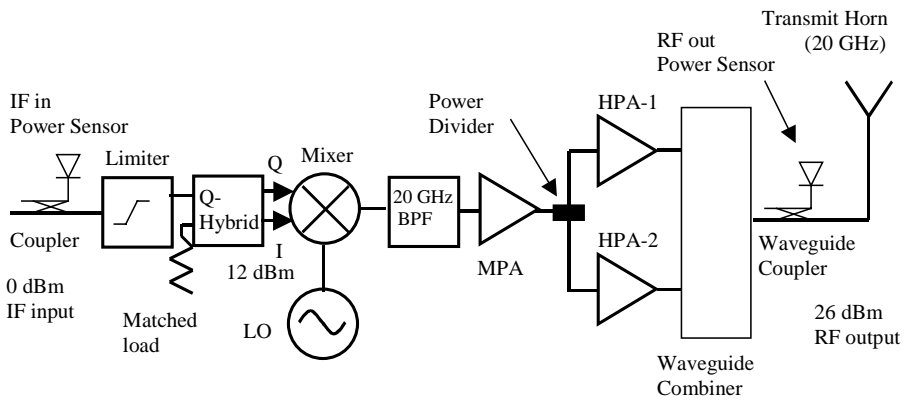 IF in
Power Sensor
Coupler
0 dBm
IF input
Limiter
Matched
load
Q-
Hybrid
Q
I
12 dBm
Mixer
LO
20 GHz
BPF
MPA
Power
Divider
HPA-1
HPA-2
Waveguide
Combiner
RF out
Power Sensor
Waveguide
Coupler
Transmit Horn
(20 GHz)
26 dBm
RF output